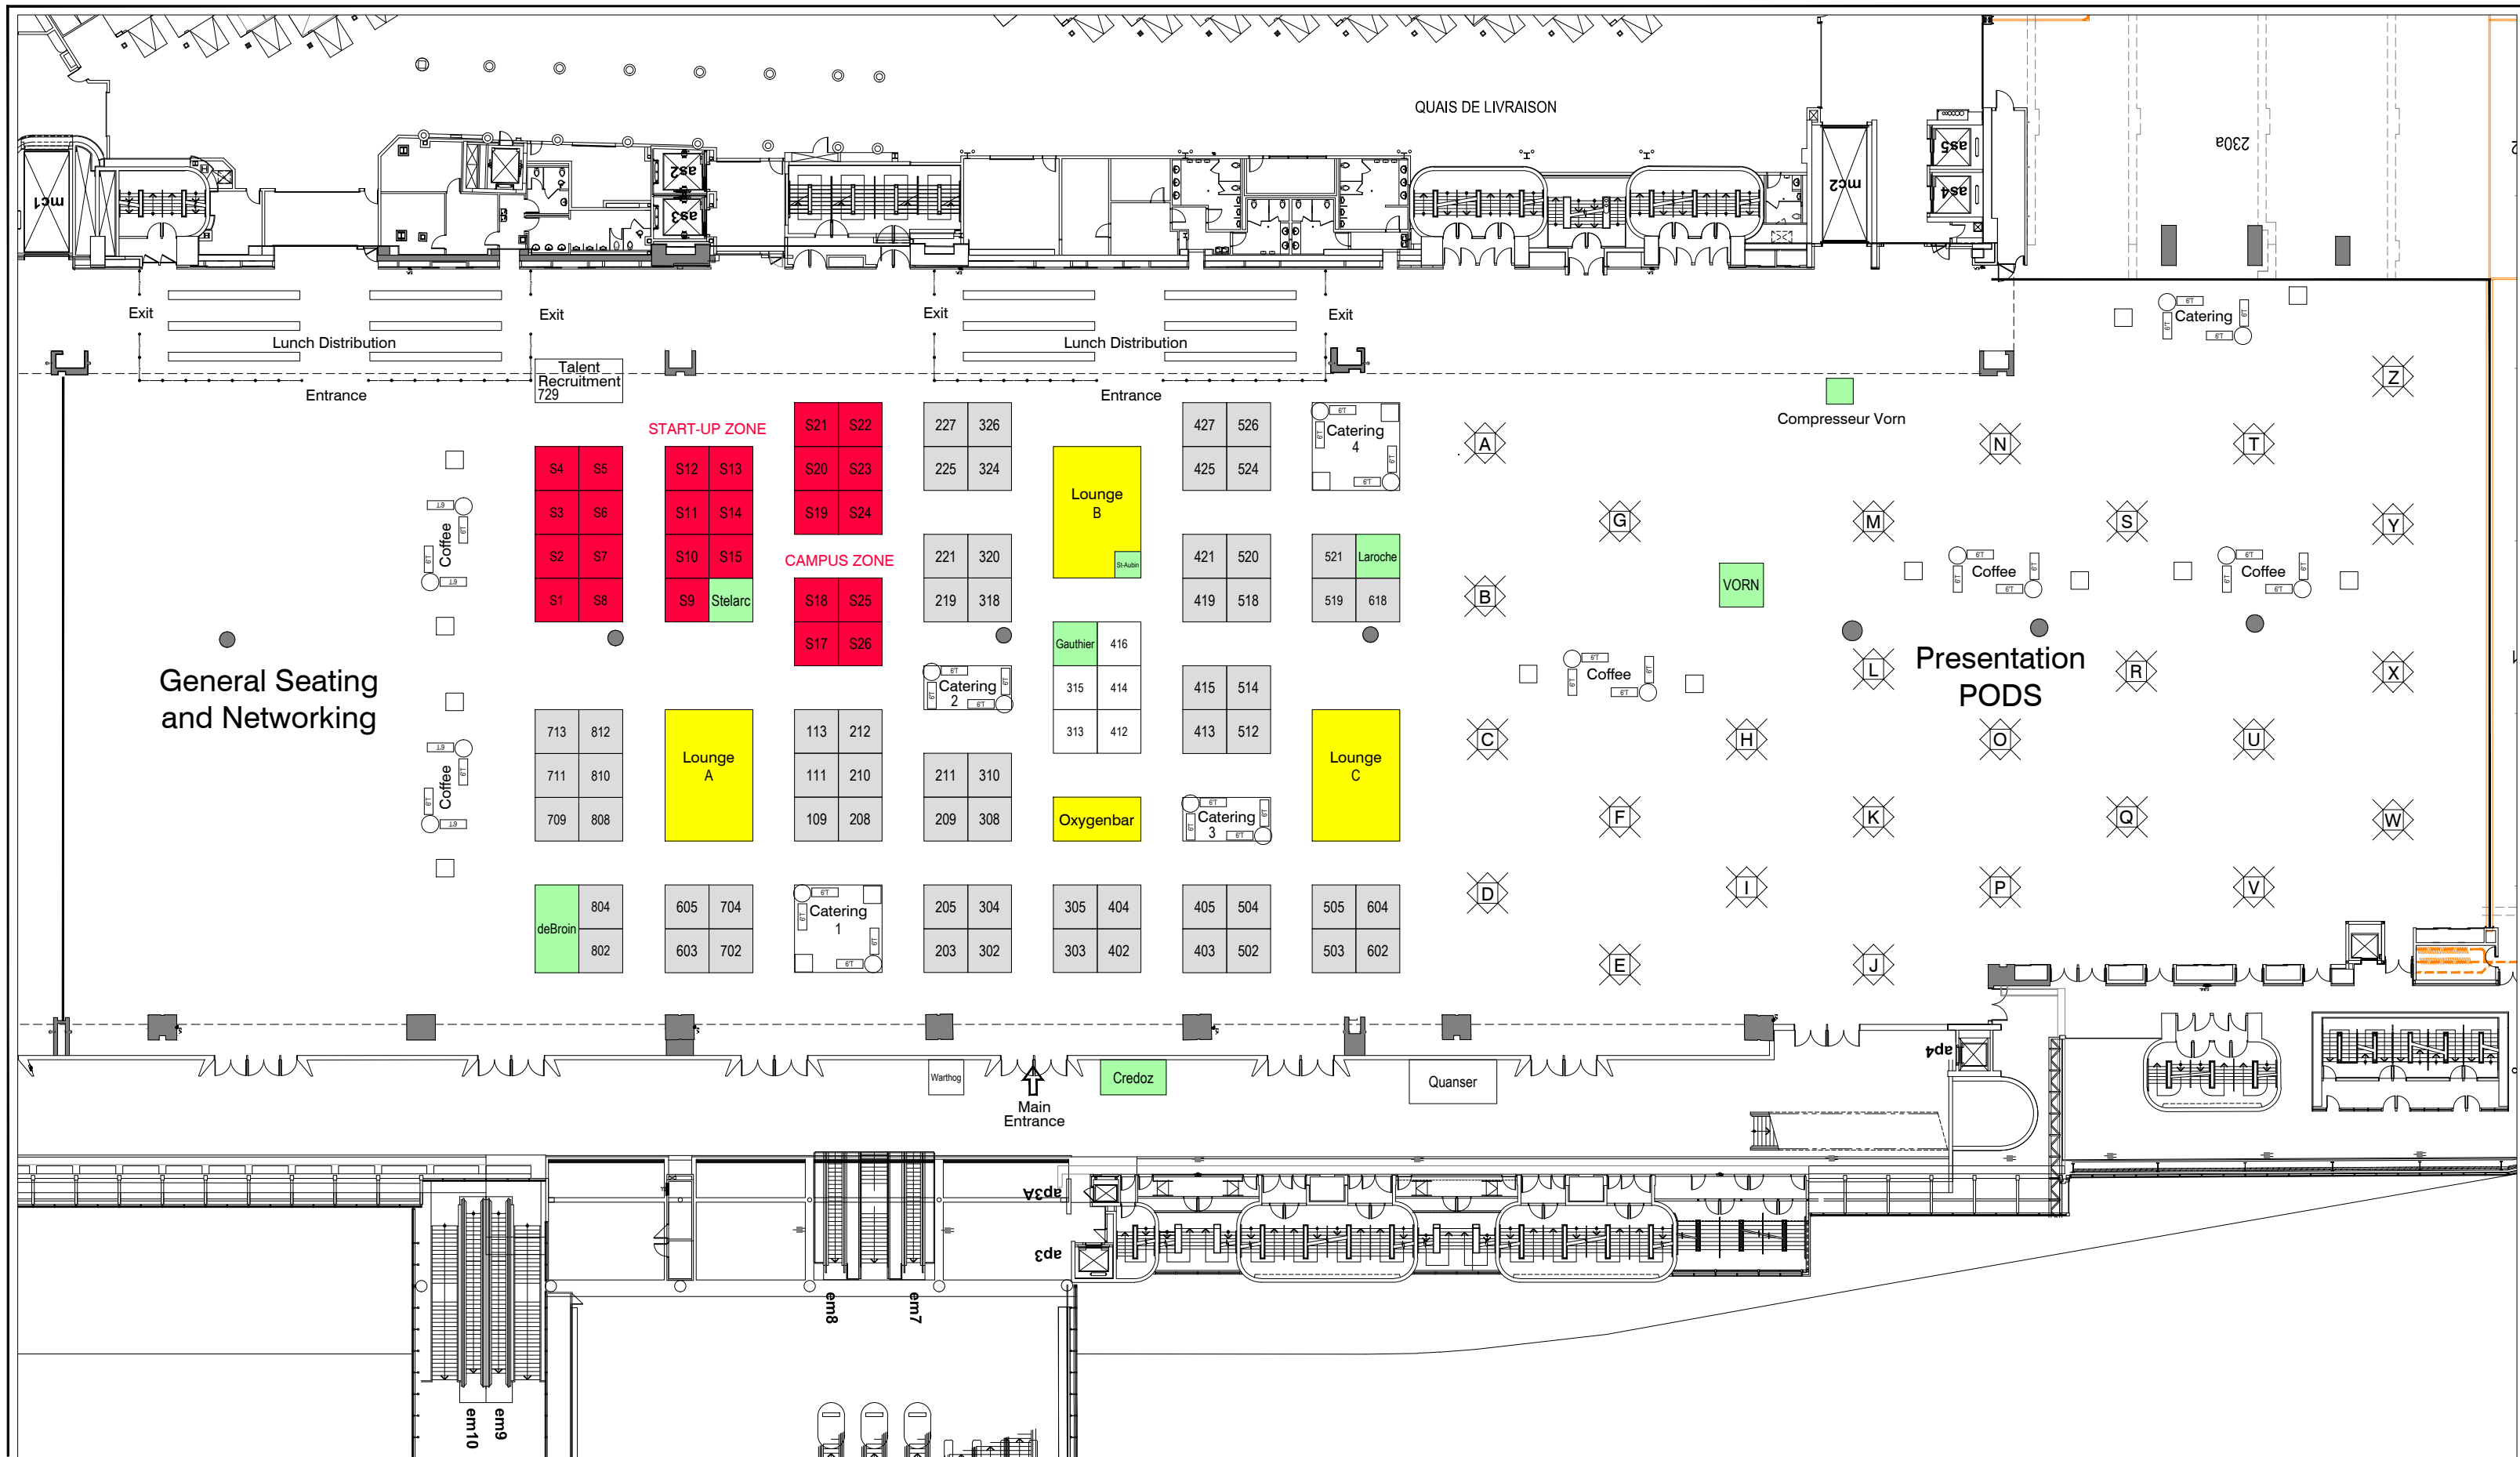 QUAIS DE LIVRAISON
230a
mc1
as2
as3
mc2
as5
as4
Exit
Exit
Exit
Exit
Lunch Distribution
Lunch Distribution
Entrance
Entrance
Talent
Recruitment
729
Catering
Compresseur Vorn
START-UP ZONE
CAMPUS ZONE
S4 S5
S3 S6
S2 S7
S1 S8
S12 S13
S11 S14
S10 S15
S9 Stelarc
S21 S22
S20 S23
S19 S24
S18 S25
S17 S26
227 326
225 324
221 320
219 318
Lounge
B
St-Aubin
427 526
425 524
421 520
419 518
Catering
4
521 Laroche
519 618
Gauthier 416
315 414
313 412
415 514
413 512
Catering
2
Coffee
Coffee
Coffee
Coffee
Coffee
General Seating
and Networking
Presentation
PODS
VORN
713 812
711 810
709 808
Lounge
A
113 212
111 210
109 208
211 310
209 308
Oxygenbar
Catering
3
Lounge
C
deBroin
804
802
605 704
603 702
Catering
1
205 304
203 302
305 404
303 402
405 504
403 502
505 604
503 602
A
B
C
D
E
F
G
H
I
J
K
L
M
N
O
P
Q
R
S
T
U
V
W
X
Y
Z
Warthog
Main
Entrance
Credoz
Quanser
ap4
ap3A
ap3
em8
em7
em10
em9